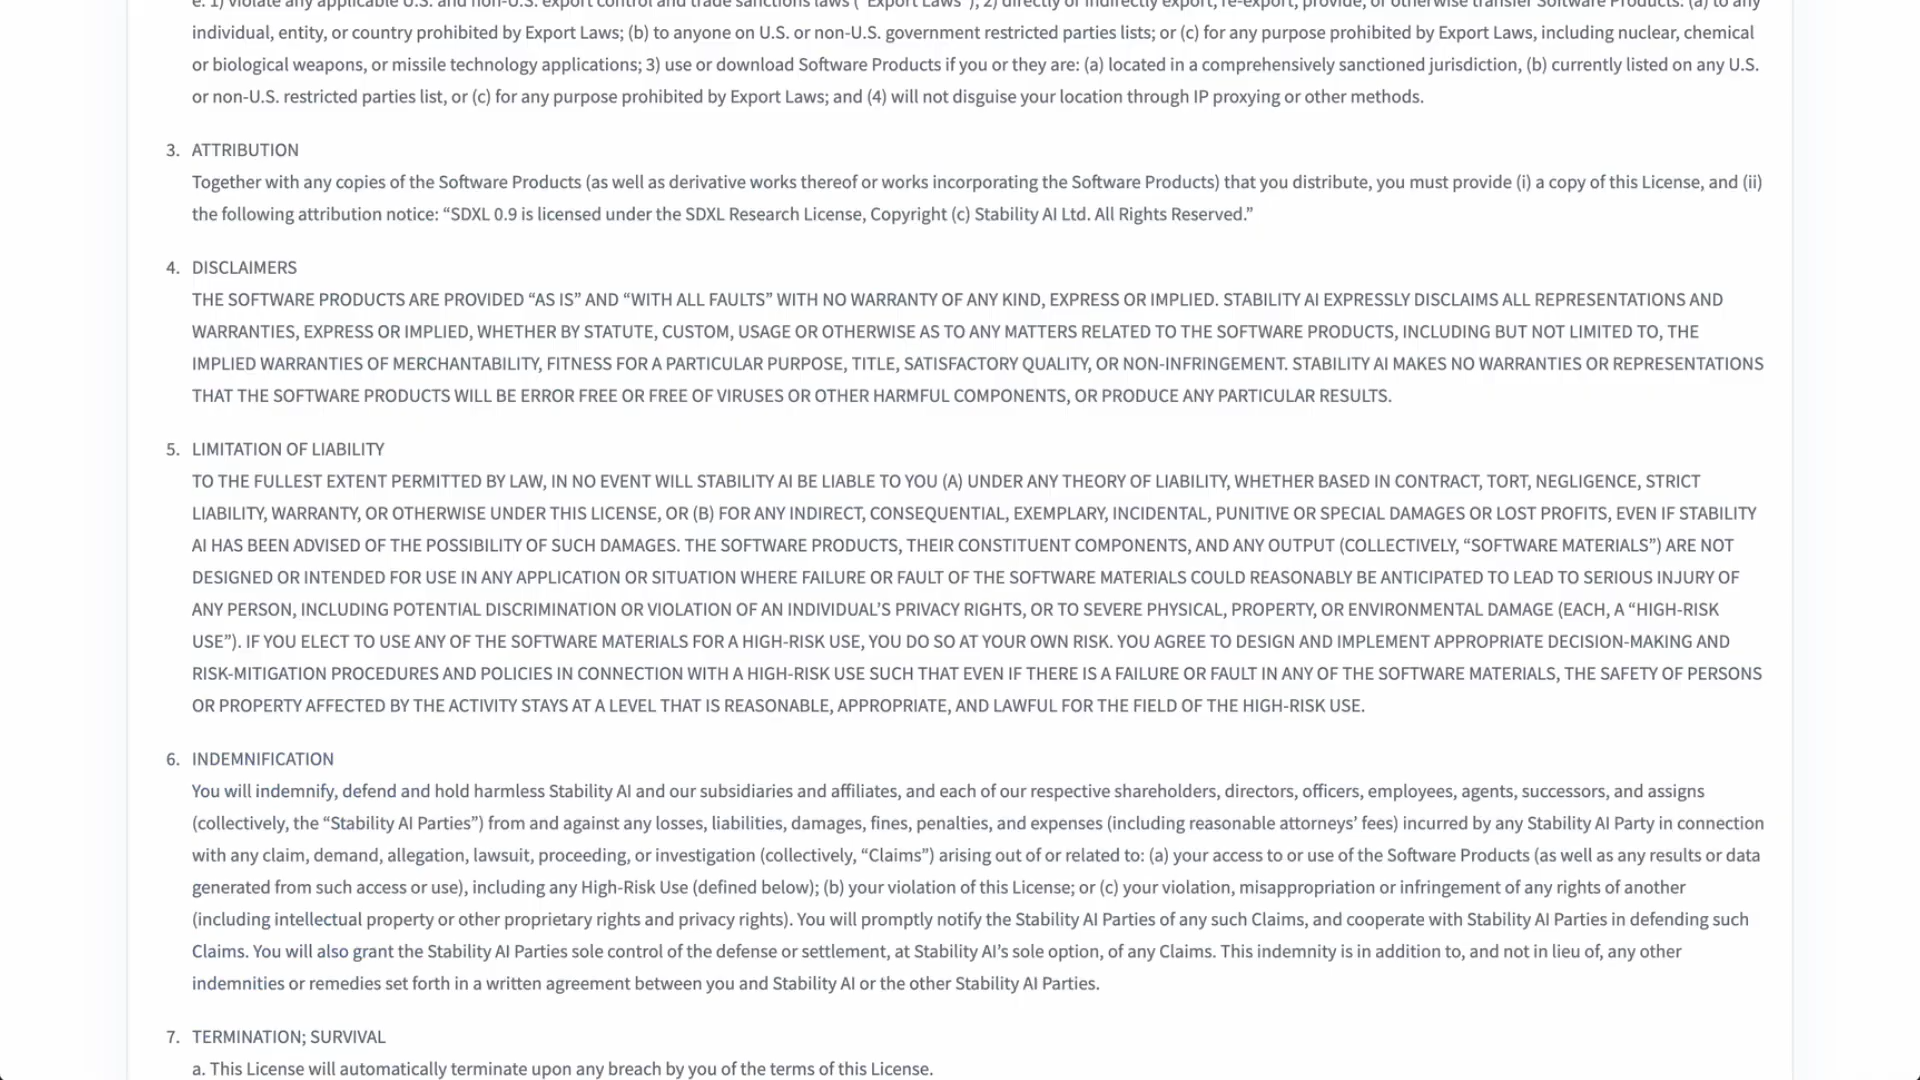 e. 1) violate any applicable U.S. and non-U.S. export control and trade sanctions laws (“Export Laws”); 2) directly or indirectly export, re-export, provide, or otherwise transfer Software Products: (a) to any
individual, entity, or country prohibited by Export Laws; (b) to anyone on U.S. or non-U.S. government restricted parties lists; or (c) for any purpose prohibited by Export Laws, including nuclear, chemical
or biological weapons, or missile technology applications; 3) use or download Software Products if you or they are: (a) located in a comprehensively sanctioned jurisdiction, (b) currently listed on any U.S.
or non-U.S. restricted parties list, or (c) for any purpose prohibited by Export Laws; and (4) will not disguise your location through IP proxying or other methods.
3. ATTRIBUTION
Together with any copies of the Software Products (as well as derivative works thereof or works incorporating the Software Products) that you distribute, you must provide (i) a copy of this License, and (ii)
the following attribution notice: “SDXL 0.9 is licensed under the SDXL Research License, Copyright (c) Stability AI Ltd. All Rights Reserved.”
4. DISCLAIMERS
THE SOFTWARE PRODUCTS ARE PROVIDED “AS IS” AND “WITH ALL FAULTS” WITH NO WARRANTY OF ANY KIND, EXPRESS OR IMPLIED. STABILITY AI EXPRESSLY DISCLAIMS ALL REPRESENTATIONS AND
WARRANTIES, EXPRESS OR IMPLIED, WHETHER BY STATUTE, CUSTOM, USAGE OR OTHERWISE AS TO ANY MATTERS RELATED TO THE SOFTWARE PRODUCTS, INCLUDING BUT NOT LIMITED TO, THE
IMPLIED WARRANTIES OF MERCHANTABILITY, FITNESS FOR A PARTICULAR PURPOSE, TITLE, SATISFACTORY QUALITY, OR NON-INFRINGEMENT. STABILITY AI MAKES NO WARRANTIES OR REPRESENTATIONS
THAT THE SOFTWARE PRODUCTS WILL BE ERROR FREE OR FREE OF VIRUSES OR OTHER HARMFUL COMPONENTS, OR PRODUCE ANY PARTICULAR RESULTS.
5. LIMITATION OF LIABILITY
TO THE FULLEST EXTENT PERMITTED BY LAW, IN NO EVENT WILL STABILITY AI BE LIABLE TO YOU (A) UNDER ANY THEORY OF LIABILITY, WHETHER BASED IN CONTRACT, TORT, NEGLIGENCE, STRICT
LIABILITY, WARRANTY, OR OTHERWISE UNDER THIS LICENSE, OR (B) FOR ANY INDIRECT, CONSEQUENTIAL, EXEMPLARY, INCIDENTAL, PUNITIVE OR SPECIAL DAMAGES OR LOST PROFITS, EVEN IF STABILITY
AI HAS BEEN ADVISED OF THE POSSIBILITY OF SUCH DAMAGES. THE SOFTWARE PRODUCTS, THEIR CONSTITUENT COMPONENTS, AND ANY OUTPUT (COLLECTIVELY, “SOFTWARE MATERIALS”) ARE NOT
DESIGNED OR INTENDED FOR USE IN ANY APPLICATION OR SITUATION WHERE FAILURE OR FAULT OF THE SOFTWARE MATERIALS COULD REASONABLY BE ANTICIPATED TO LEAD TO SERIOUS INJURY OF
ANY PERSON, INCLUDING POTENTIAL DISCRIMINATION OR VIOLATION OF AN INDIVIDUAL’S PRIVACY RIGHTS, OR TO SEVERE PHYSICAL, PROPERTY, OR ENVIRONMENTAL DAMAGE (EACH, A “HIGH-RISK
USE”). IF YOU ELECT TO USE ANY OF THE SOFTWARE MATERIALS FOR A HIGH-RISK USE, YOU DO SO AT YOUR OWN RISK. YOU AGREE TO DESIGN AND IMPLEMENT APPROPRIATE DECISION-MAKING AND
RISK-MITIGATION PROCEDURES AND POLICIES IN CONNECTION WITH A HIGH-RISK USE SUCH THAT EVEN IF THERE IS A FAILURE OR FAULT IN ANY OF THE SOFTWARE MATERIALS, THE SAFETY OF PERSONS
OR PROPERTY AFFECTED BY THE ACTIVITY STAYS AT A LEVEL THAT IS REASONABLE, APPROPRIATE, AND LAWFUL FOR THE FIELD OF THE HIGH-RISK USE.
6. INDEMNIFICATION
You will indemnify, defend and hold harmless Stability AI and our subsidiaries and affiliates, and each of our respective shareholders, directors, officers, employees, agents, successors, and assigns
(collectively, the “Stability AI Parties”) from and against any losses, liabilities, damages, fines, penalties, and expenses (including reasonable attorneys’ fees) incurred by any Stability AI Party in connection
with any claim, demand, allegation, lawsuit, proceeding, or investigation (collectively, “Claims”) arising out of or related to: (a) your access to or use of the Software Products (as well as any results or data
generated from such access or use), including any High-Risk Use (defined below); (b) your violation of this License; or (c) your violation, misappropriation or infringement of any rights of another
(including intellectual property or other proprietary rights and privacy rights). You will promptly notify the Stability AI Parties of any such Claims, and cooperate with Stability AI Parties in defending such
Claims. You will also grant the Stability AI Parties sole control of the defense or settlement, at Stability AI’s sole option, of any Claims. This indemnity is in addition to, and not in lieu of, any other
indemnities or remedies set forth in a written agreement between you and Stability AI or the other Stability AI Parties.
7. TERMINATION; SURVIVAL
a. This License will automatically terminate upon any breach by you of the terms of this License.